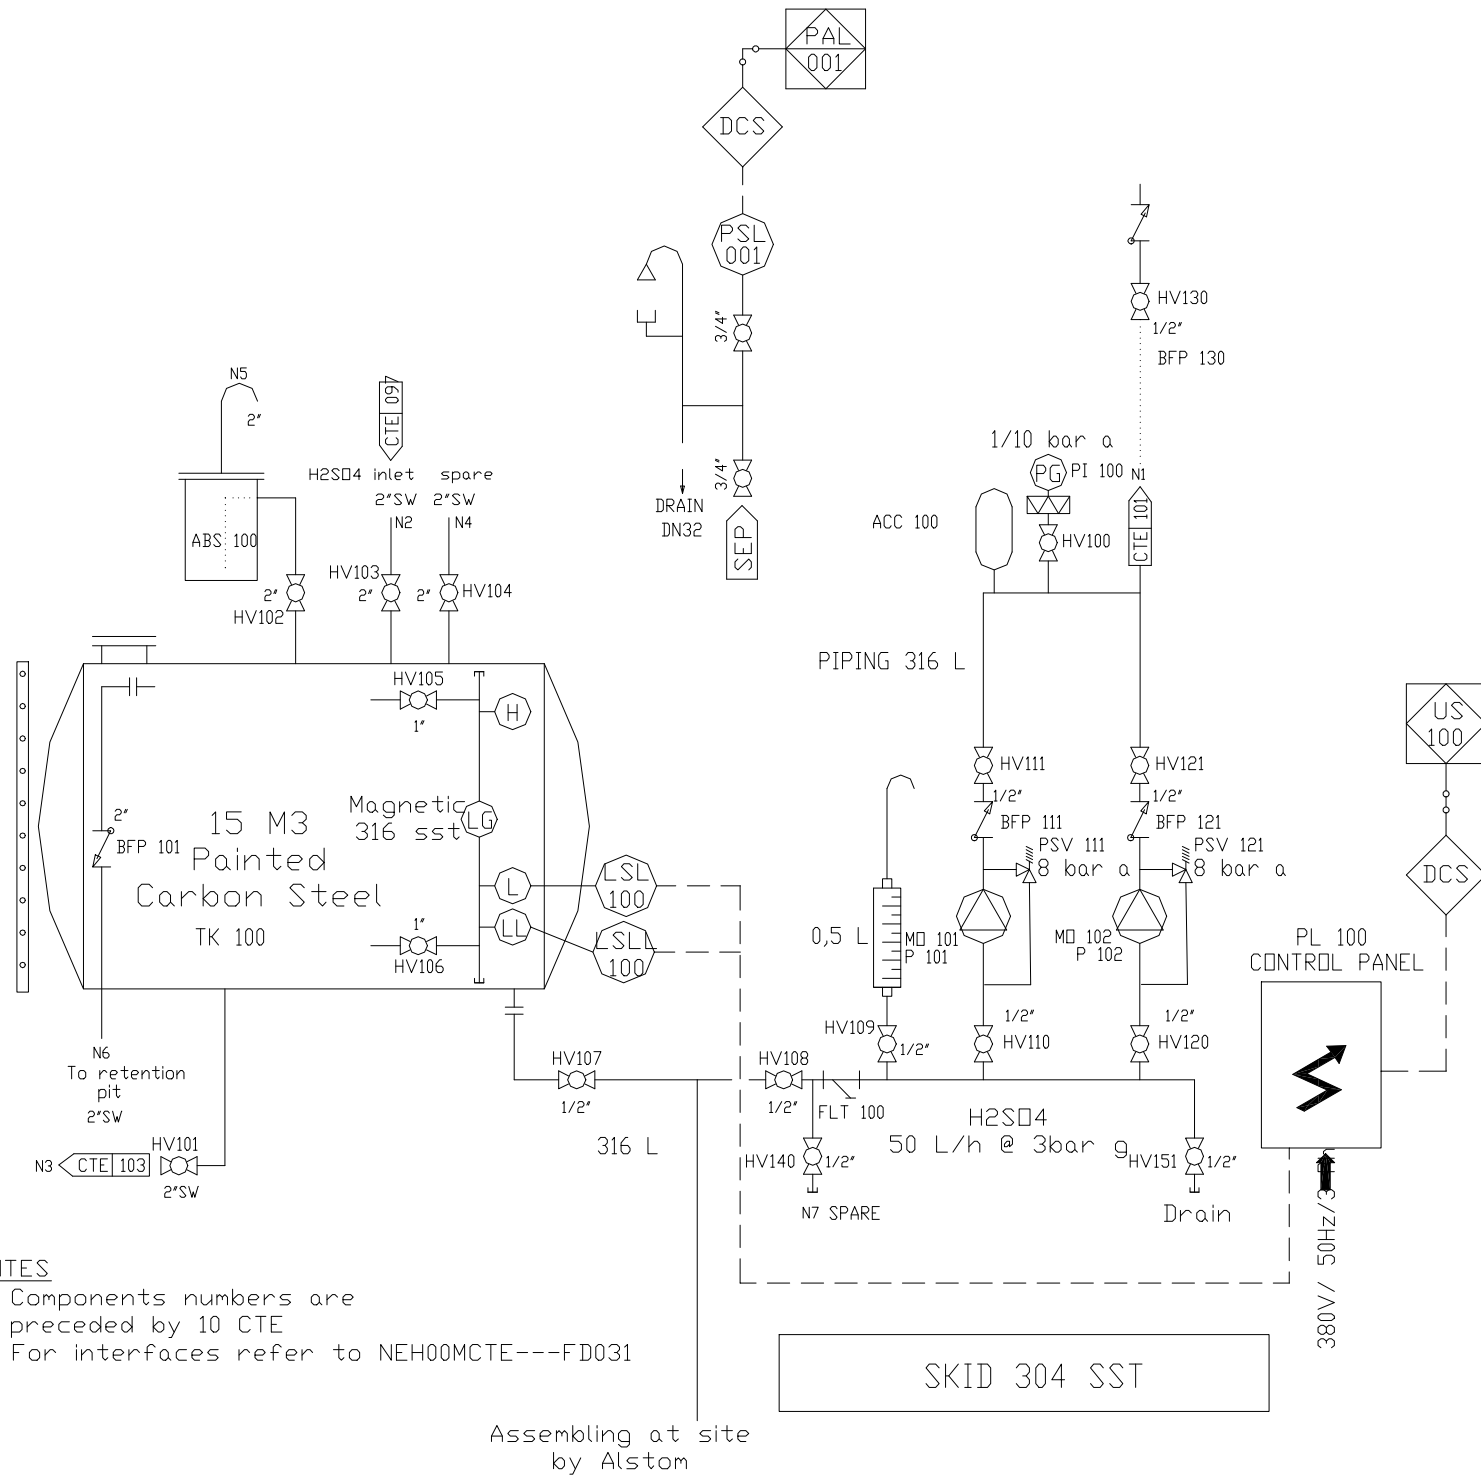 PAL
001
DCS
PSL
001
3/4"
3/4"
DRAIN
DN32
SEP
HV130
1/2"
BFP 130
N5
2"
CTE 097
H2SO4 inlet
spare
2"SW
2"SW
N2
N4
ABS 100
HV103
2"
2"
2"
HV104
HV102
1/10 bar a
PG
PI 100
N1
ACC 100
HV100
CTE 101
PIPING 316 L
HV105
1"
H
US
100
HV111
HV121
1/2"
1/2"
BFP 111
BFP 121
PSV 111
PSV 121
8 bar a
8 bar a
2"
BFP 101
15 M3
Painted
Carbon Steel
TK 100
Magnetic
316 sst
LG
L
LL
LSL
100
LSLL
100
1"
HV106
DCS
0,5 L
MO 101
P 101
MO 102
P 102
PL 100
CONTROL PANEL
1/2"
1/2"
HV109
1/2"
HV110
HV120
N6
To retention
pit
2"SW
HV107
1/2"
HV108
1/2"
FLT 100
H2SO4
50 L/h @ 3bar g
316 L
N3
CTE 103
HV101
2"SW
HV140
1/2"
N7 SPARE
HV151
1/2"
Drain
380V/ 50Hz/3
Components numbers are
preceded by 10 CTE
For interfaces refer to NEH00MCTE---FD031
SKID 304 SST
Assembling at site
by Alstom